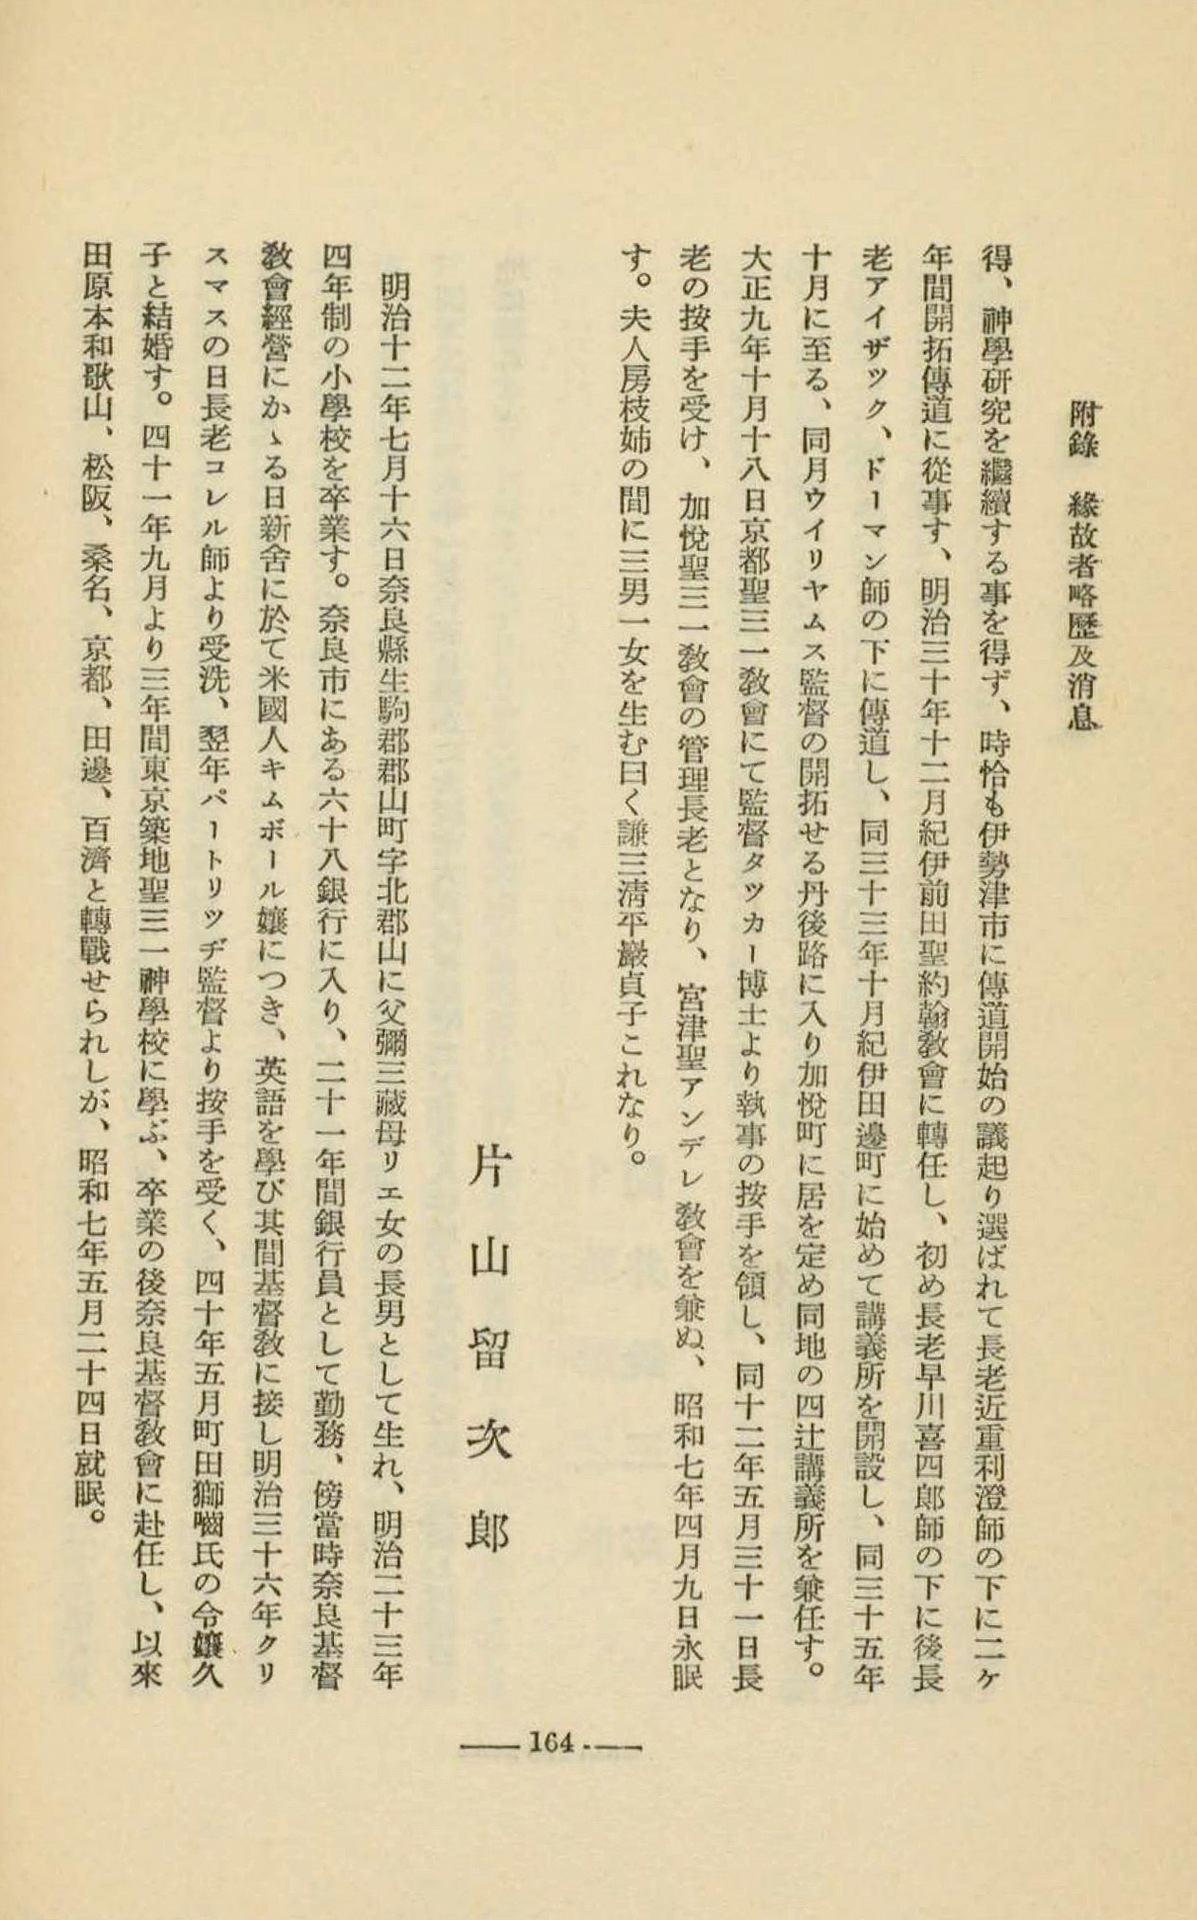 附錄　緣故者略歷及消息
得、神學硏究を繼續する事を得ず、時恰も伊勢津市に傳道開始の議起り選ばれて長老近重利澄師の下に二ヶ
年間開拓傳道に從事す、明治三十年十二月紀伊前田聖約翰敎會に轉任し、初め長老早川喜四郞師の下に後長
老アイザック、ドーマン師の下に傳道し、同三十三年十月紀伊田邊町に始めて講義所を開設し、同三十五年
十月に至る、同月ウイリヤムス監督の開拓せる丹後路に入り加悅町に居を定め同地の四辻講義所を兼任す。
大正九年十月十八日京都聖三一敎會にて監督タッカー博士より執事の按手を領し、同十二年五月三十一日長
老の按手を受け、加悅聖三一敎會の管理長老となり、宮津聖アンデレ敎會を兼ぬ、昭和七年四月九日永眠
す。夫人房枝姉の間に三男一女を生む曰く謙三淸平巖貞子これなり。
片山留次郞
明治十二年七月十六日奈良縣生駒郡郡山町字北郡山に父彌三藏母リエ女の長男として生れ、明治二十三年
四年制の小學校を卒業す。奈良市にある六十八銀行に入り、二十一年間銀行員として勤務、傍當時奈良基督
敎會經營にかゝる日新舍に於て米國人キムボール孃につき、英語を學び其間基督敎に接し明治三十六年クリ
スマスの日長老コレル師より受洗、翌年パートリッヂ監督より按手を受く、四十年五月町田獅嚙氏の令孃久
子と結婚す。四十一年九月より三年間東京築地聖三一神學校に學ぶ、卒業の後奈良基督敎會に赴任し、以來
田原本和歌山、松阪、桑名、京都、田邊、百濟と轉戰せられしが、昭和七年五月二十四日就眠。
164